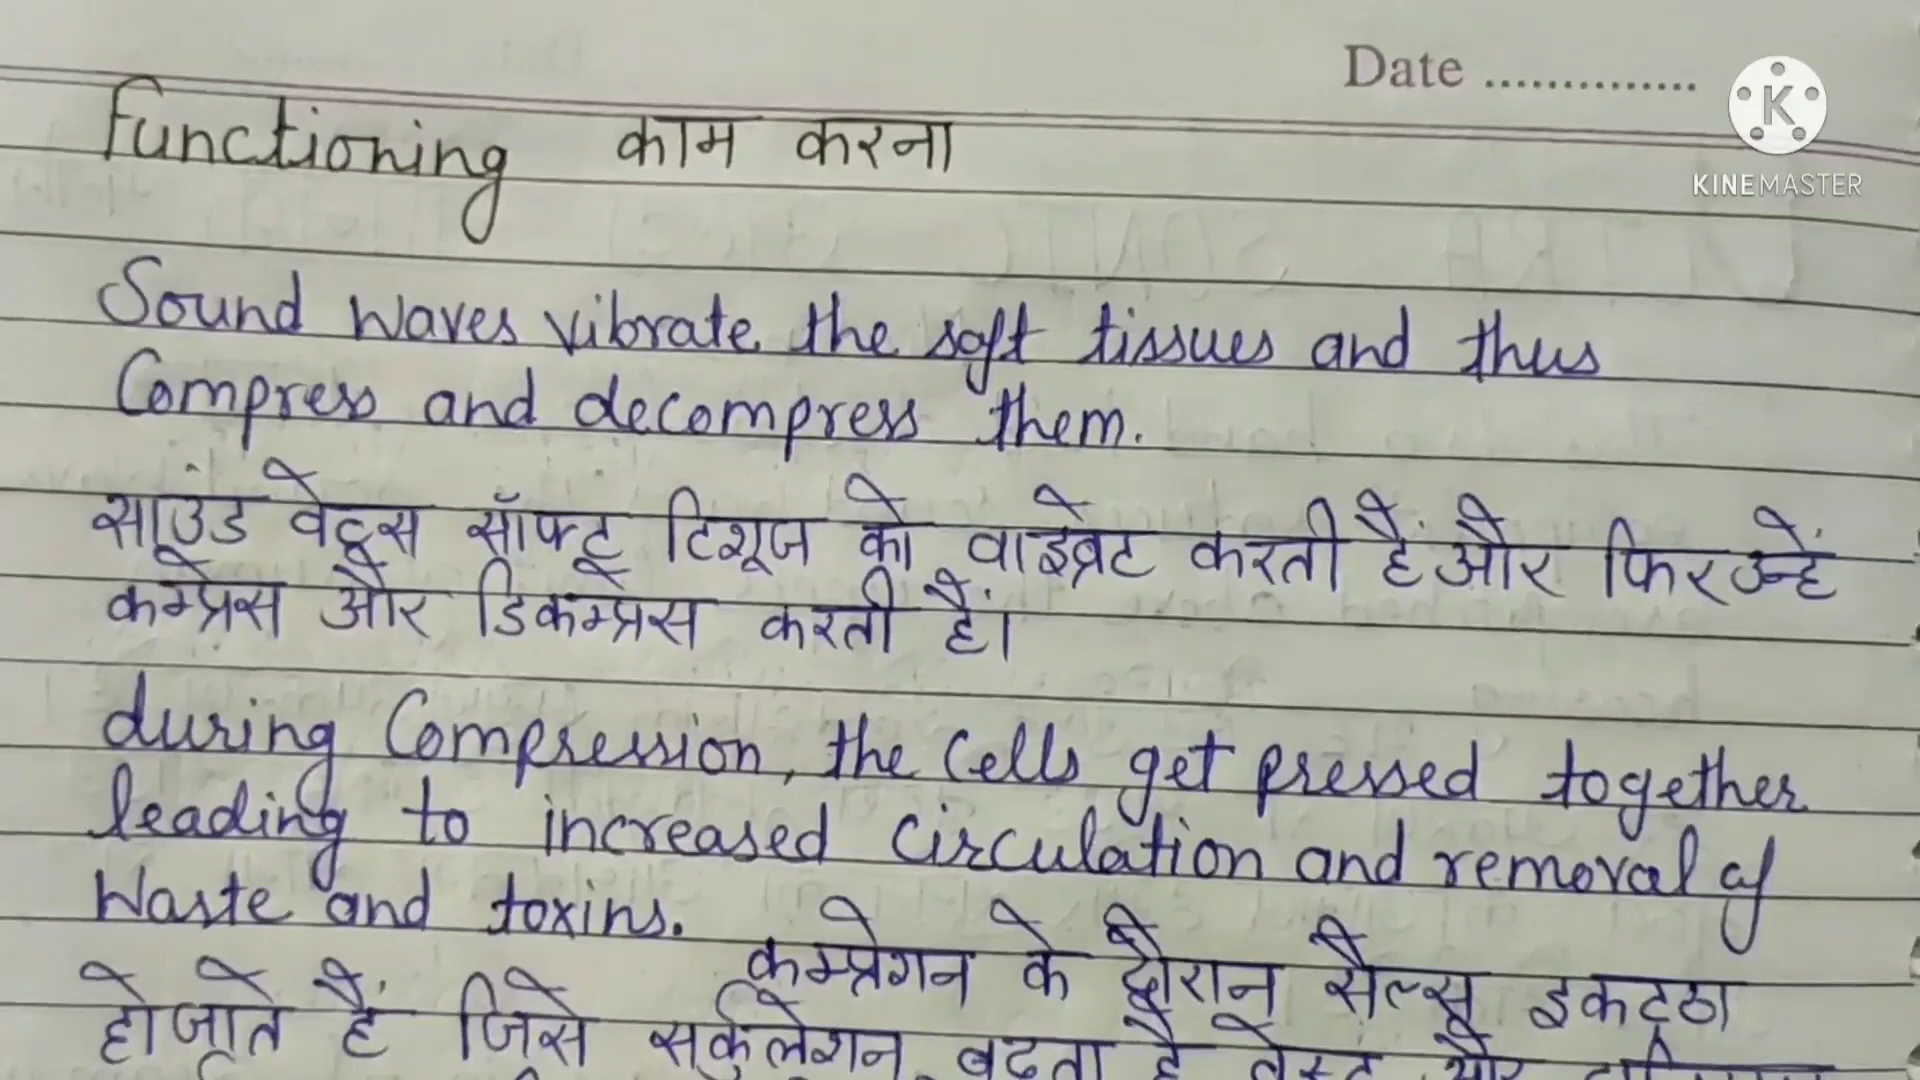 Date ..............
KINEMASTER
functioning काम करना
Sound waves vibrate the soft tissues and thus
Compress and decompress them.
साउंड वेव्स सॉफ्ट टिशूज को वाइब्रेट करती हैं और फिर उन्हें
कम्प्रेस और डिकम्प्रेस करती हैं।
during Compression, the Cells get pressed together
leading to increased circulation and removal of
Waste and toxins.
कम्प्रेशन के दौरान सैल्स इकट्ठा
हो जाते हैं जिसे सर्कुलेशन बढता है वेस्ट और